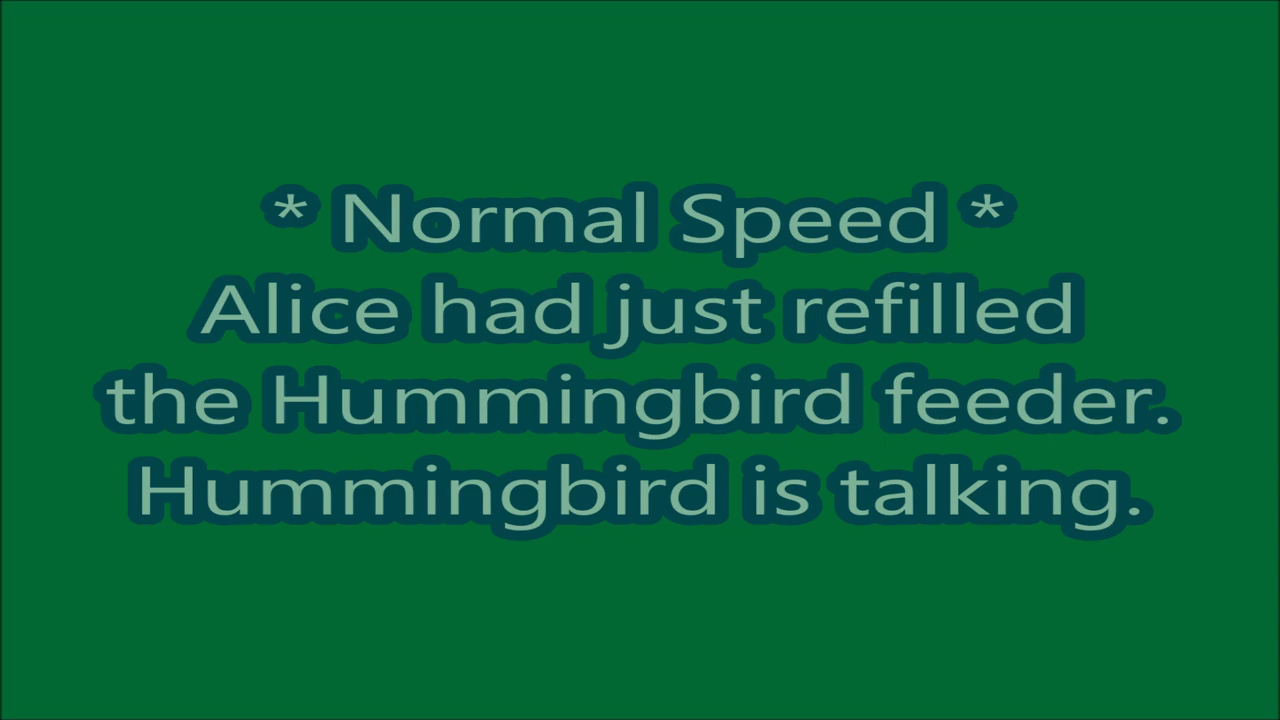 * Normal Speed *
Alice had just refilled
the Hummingbird feeder.
Hummingbird is talking.